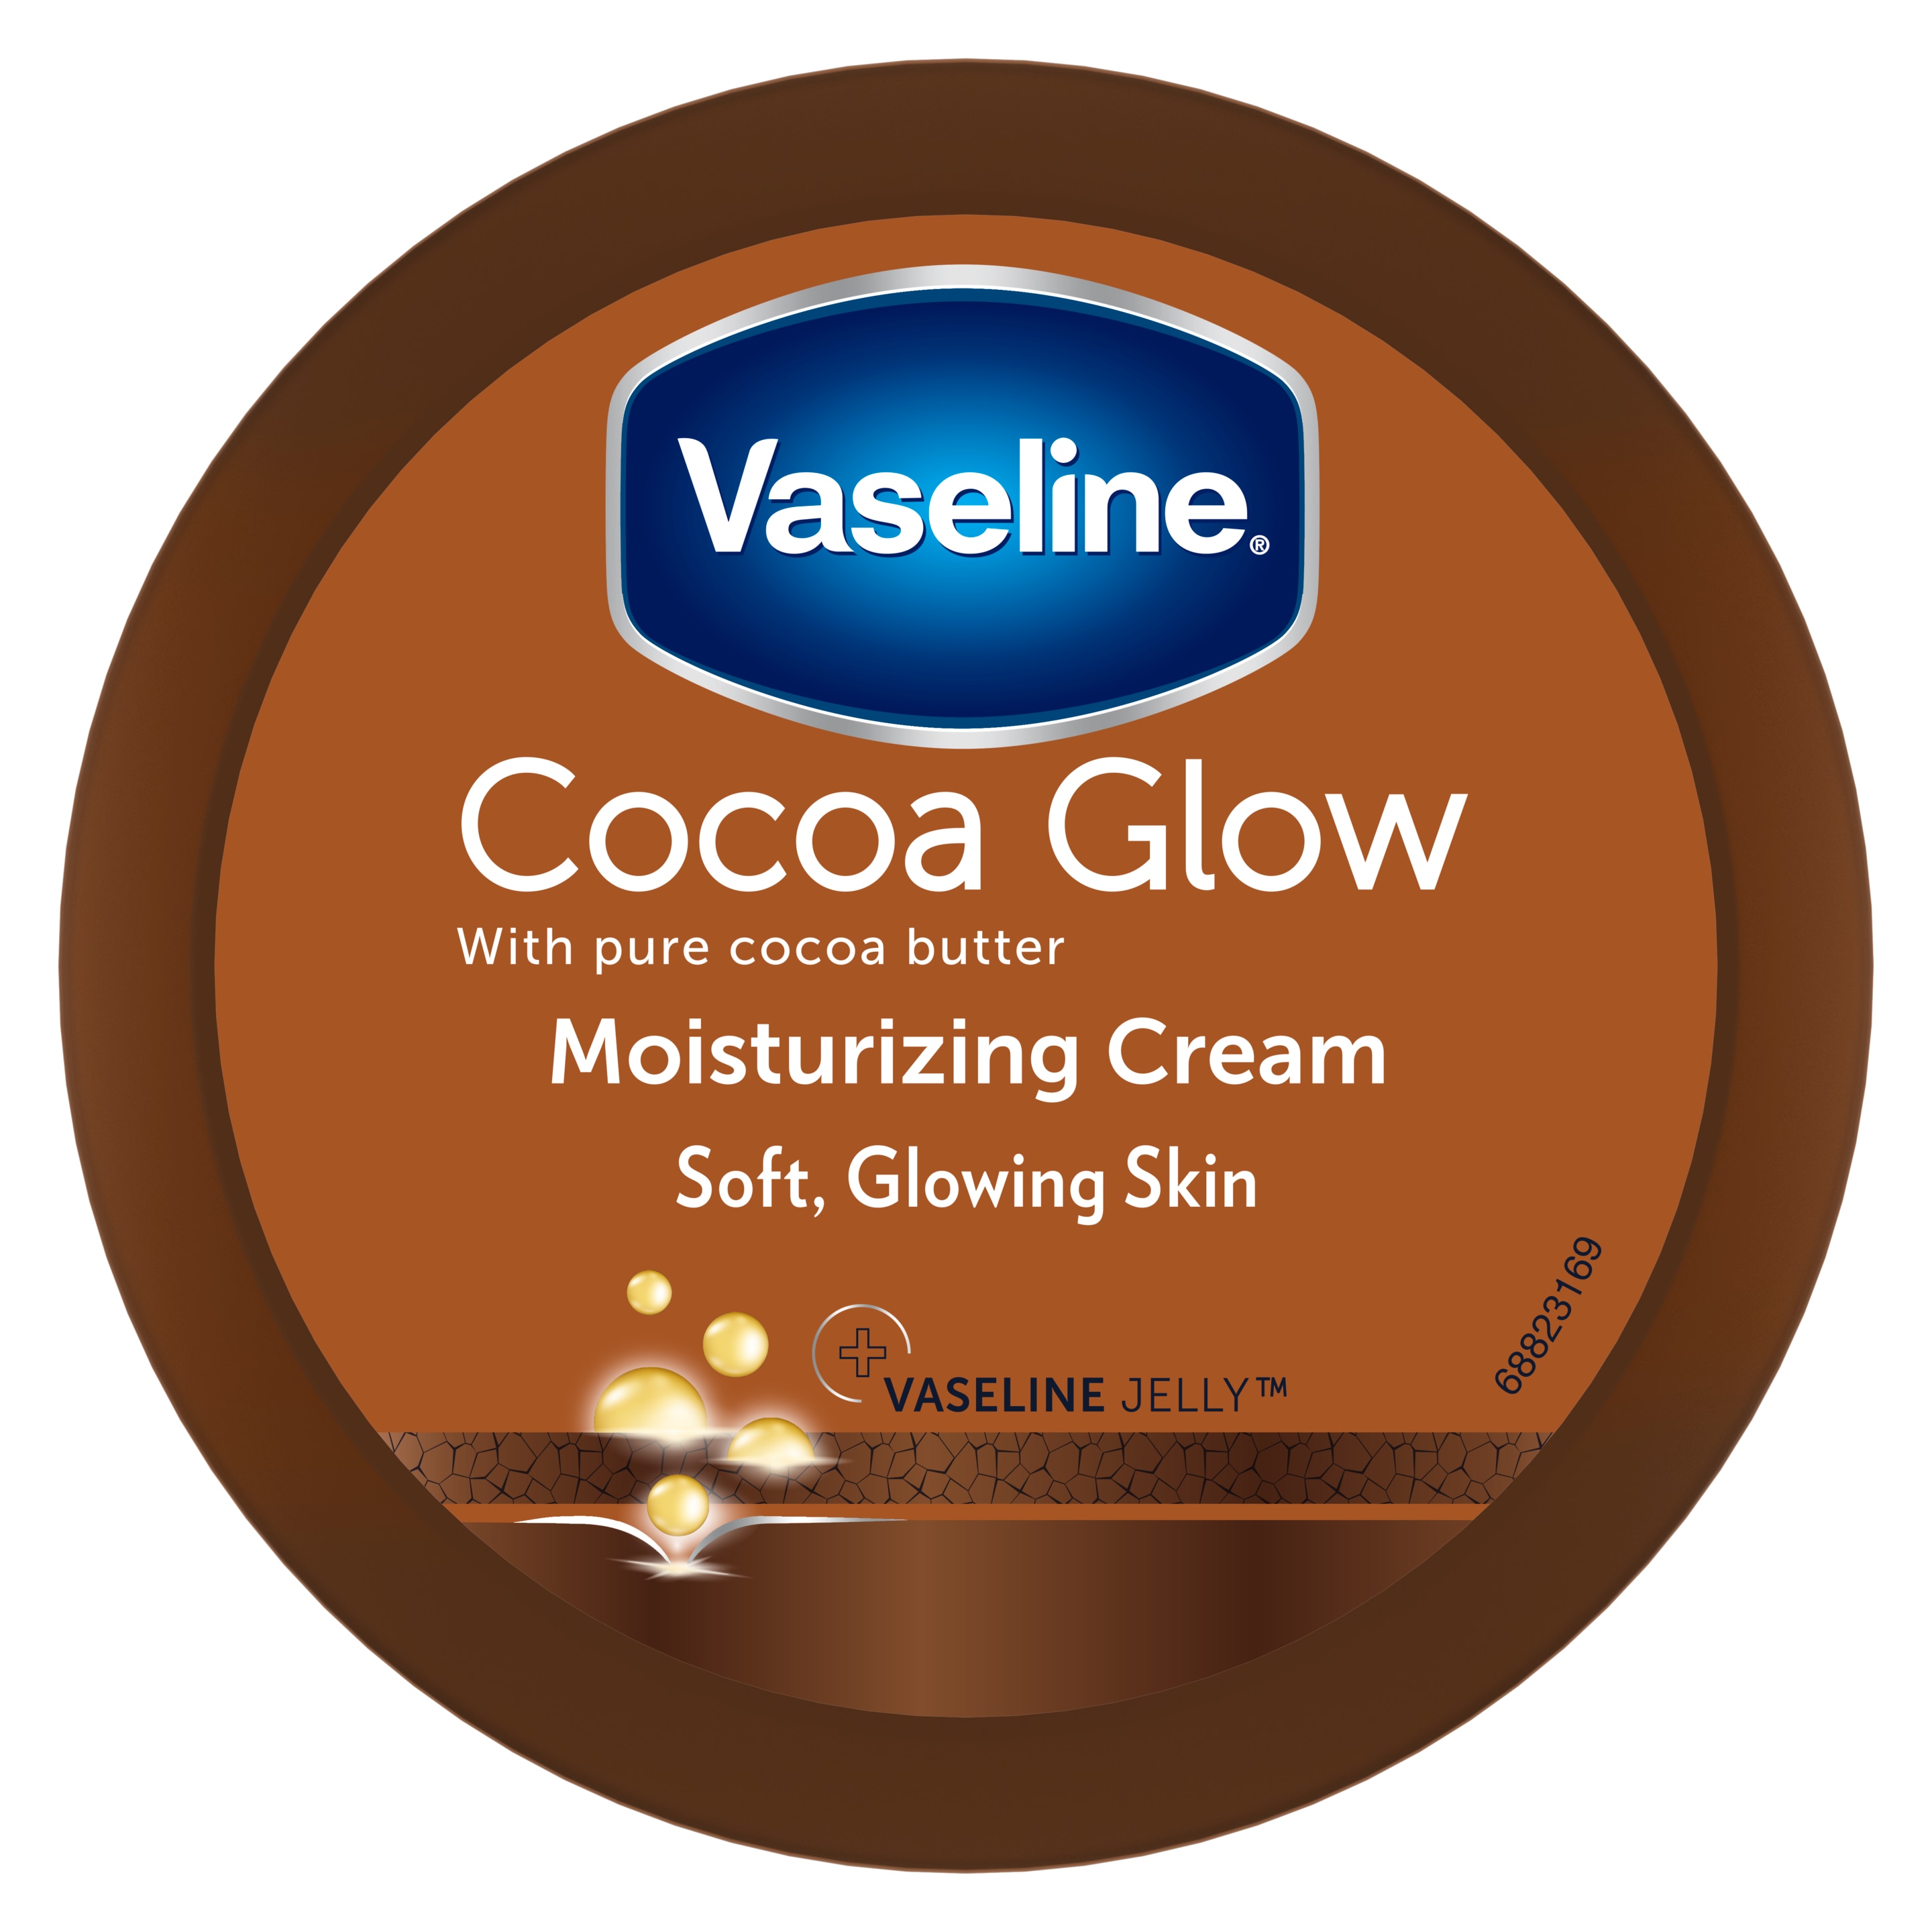 Vaseline®
Cocoa Glow
With pure cocoa butter
Moisturizing Cream
Soft, Glowing Skin
VASELINE JELLY™
68823169